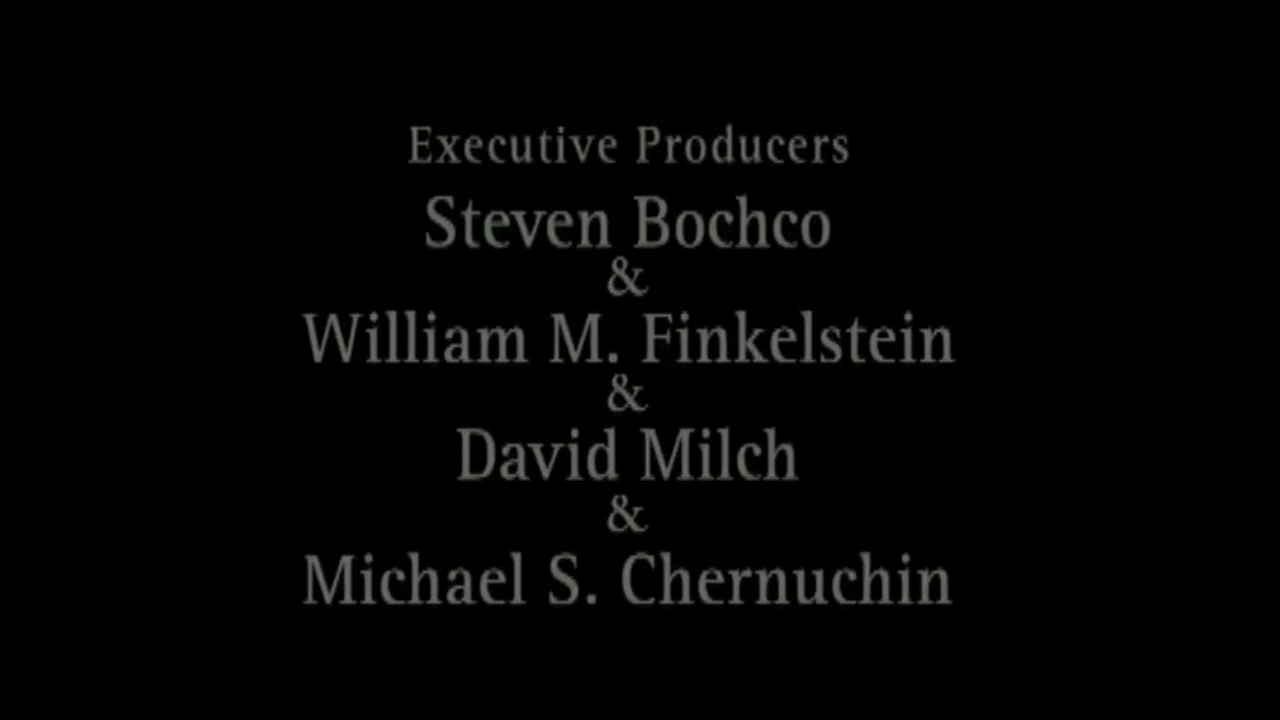 Executive Producers
Steven Bochco
&
William M. Finkelstein
&
David Milch
&
Michael S. Chernuchin